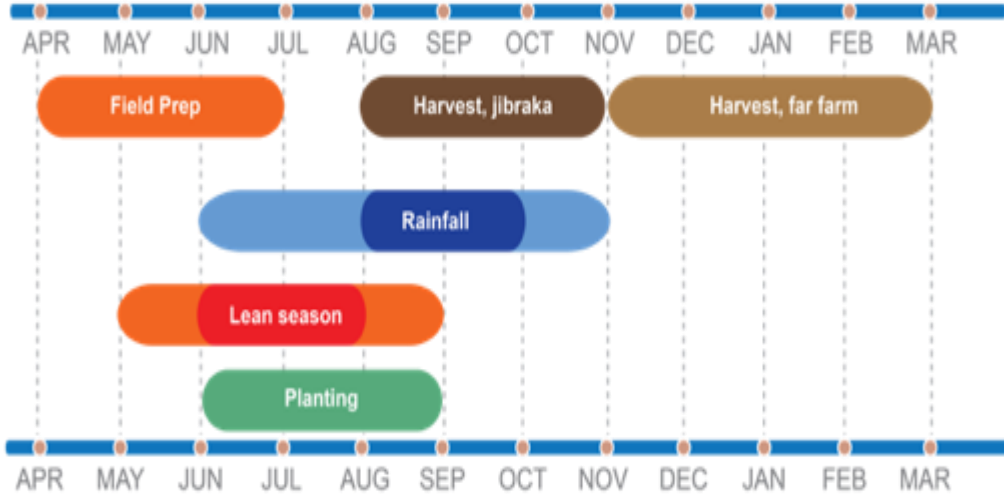 APR MAY JUN JUL AUG SEP OCT NOV DEC JAN FEB MAR
Field Prep Harvest, jibraka Harvest, far farm
Rainfall
Lean season
Planting
APR MAY JUN JUL AUG SEP OCT NOV DEC JAN FEB MAR